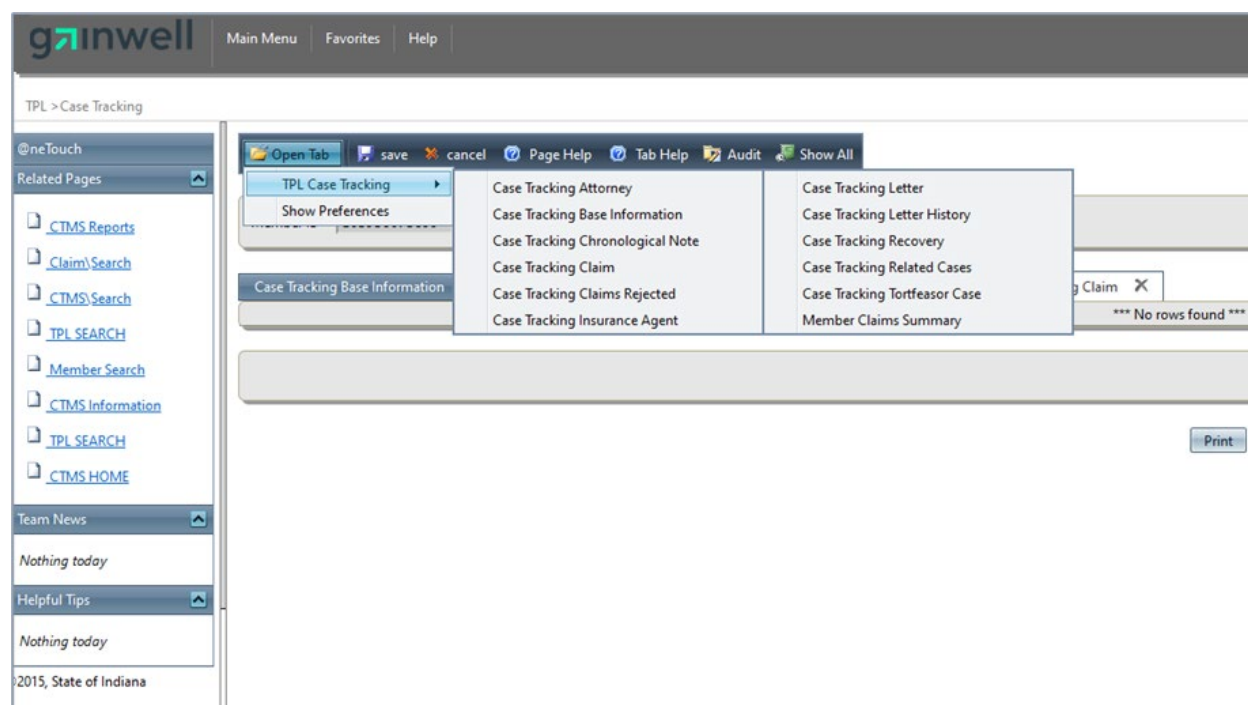 gainwell
Main Menu Favorites Help
TPL > Case Tracking
@neTouch
Related Pages
CTMS Reports
Claim\Search
CTMS\Search
TPL SEARCH
Member Search
CTMS Information
TPL SEARCH
CTMS HOME
Team News
Nothing today
Helpful Tips
Nothing today
2015, State of Indiana
Open Tab save cancel Page Help Tab Help Audit Show All
TPL Case Tracking
Show Preferences
Case Tracking Attorney
Case Tracking Base Information
Case Tracking Chronological Note
Case Tracking Claim
Case Tracking Claims Rejected
Case Tracking Insurance Agent
Case Tracking Letter
Case Tracking Letter History
Case Tracking Recovery
Case Tracking Related Cases
Case Tracking Tortfeasor Case
Member Claims Summary
Case Tracking Base Information
g Claim X
*** No rows found ***
Print